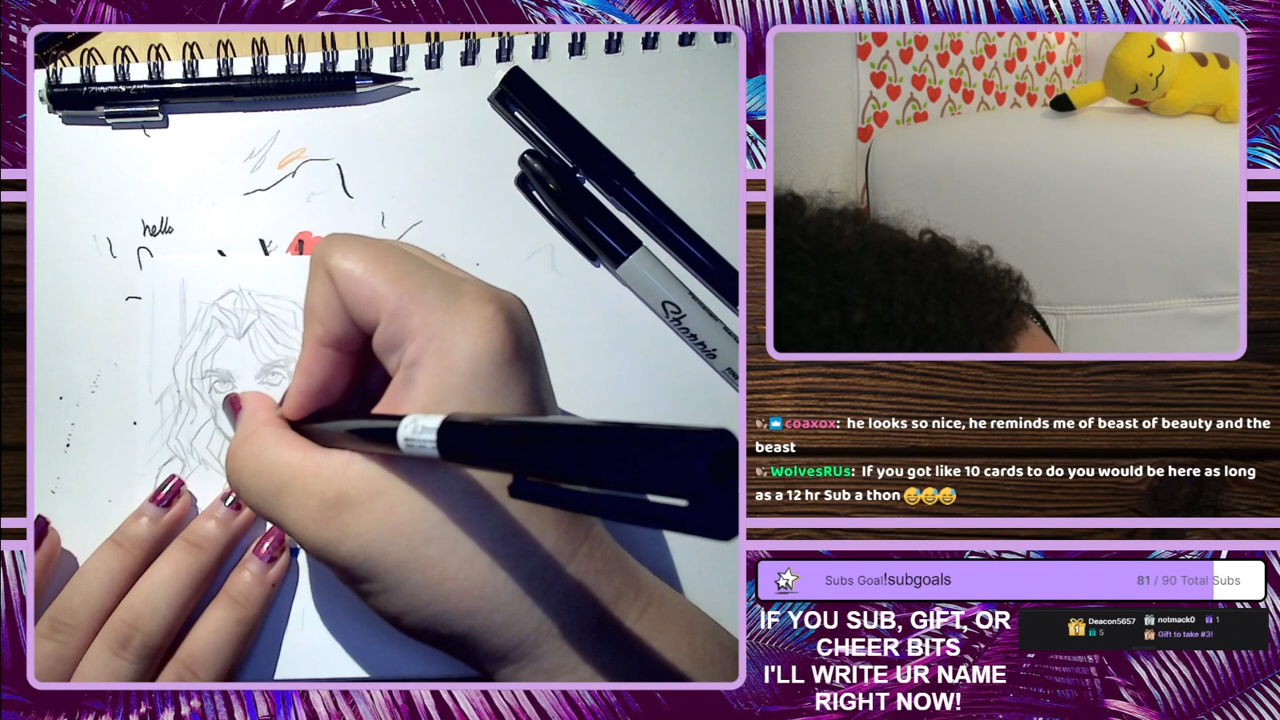 hello
Sharpie
coaxox: he looks so nice, he reminds me of beast of beauty and the
beast
WolvesRUs: If you got like 10 cards to do you would be here as long
as a 12 hr Sub a thon 😅😅😅
Subs Goal!subgoals 81 / 90 Total Subs
IF YOU SUB, GIFT, OR
CHEER BITS
I'LL WRITE UR NAME
RIGHT NOW!
1 Deacon5657
5
notmack0 1
Gift to take #3!